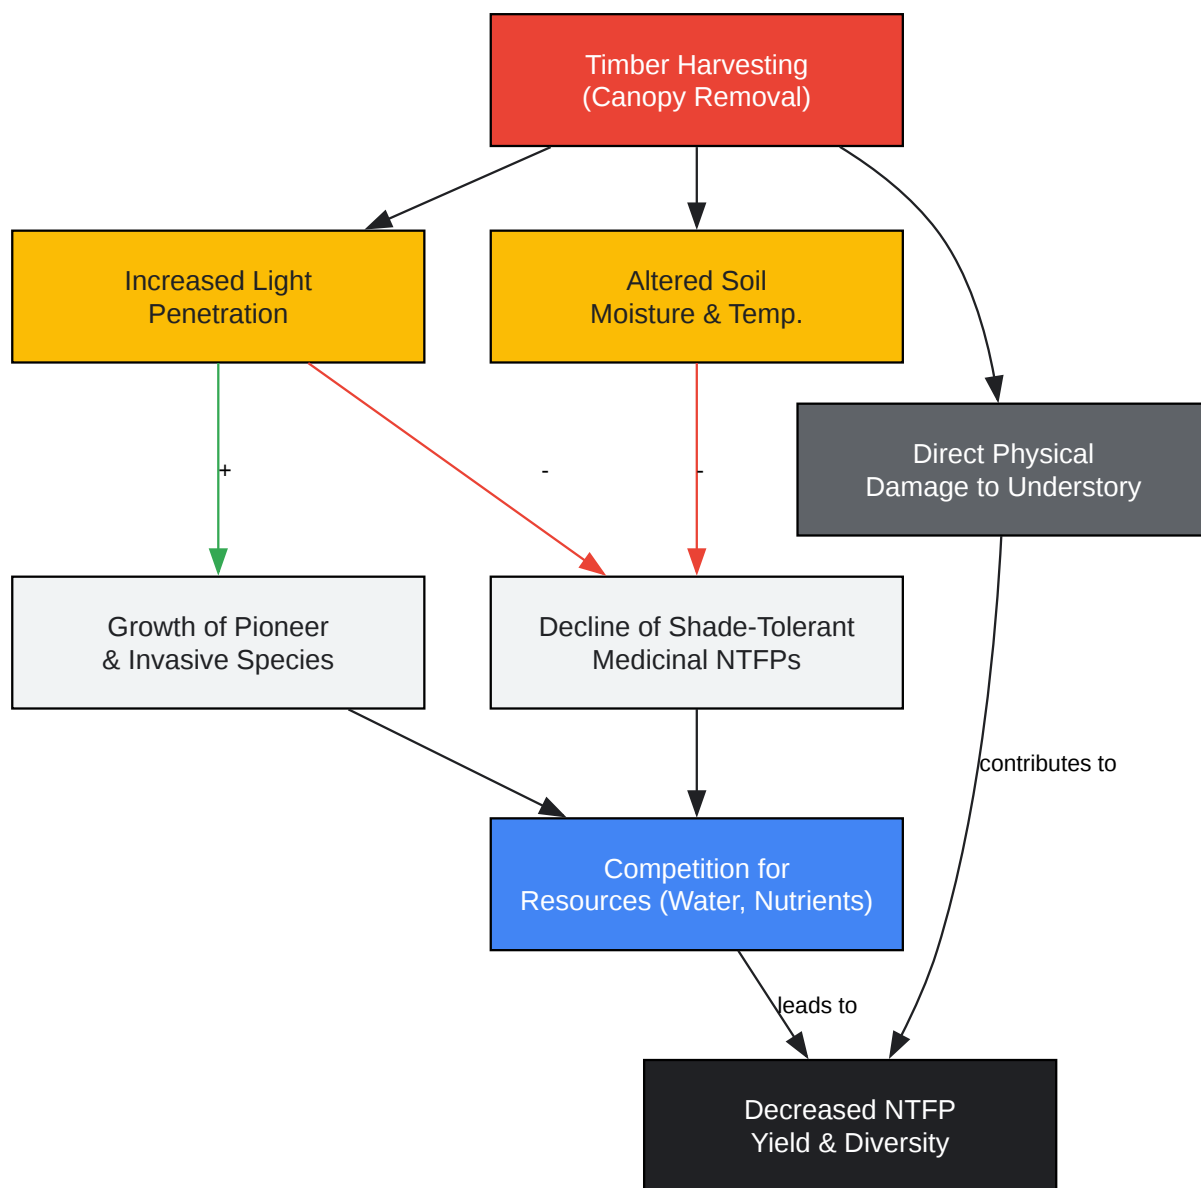 Timber Harvesting
(Canopy Removal)
Increased Light
Penetration
Altered Soil
Moisture & Temp.
Direct Physical
Damage to Understory
+
-
-
Growth of Pioneer
& Invasive Species
Decline of Shade-Tolerant
Medicinal NTFPs
contributes to
Competition for
Resources (Water, Nutrients)
leads to
Decreased NTFP
Yield & Diversity